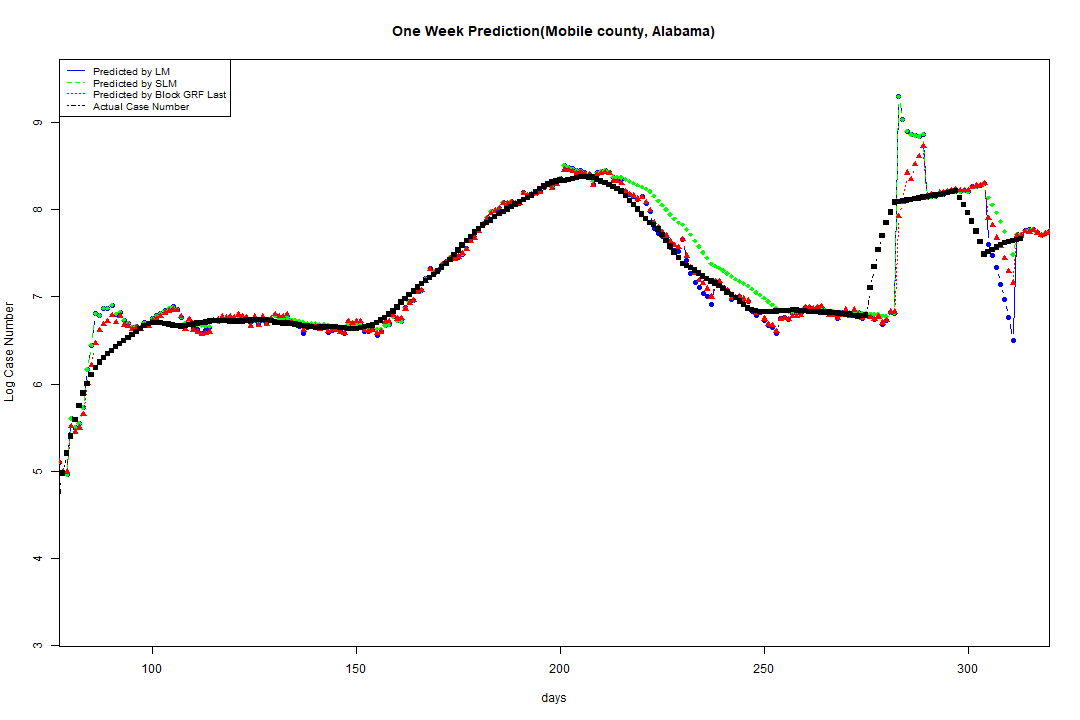 One Week Prediction(Mobile county, Alabama)
Predicted by LM
Predicted by SLM
Predicted by Block GRF Last
Actual Case Number
Log Case Number
9
8
7
6
5
4
3
100 150 200 250 300
days